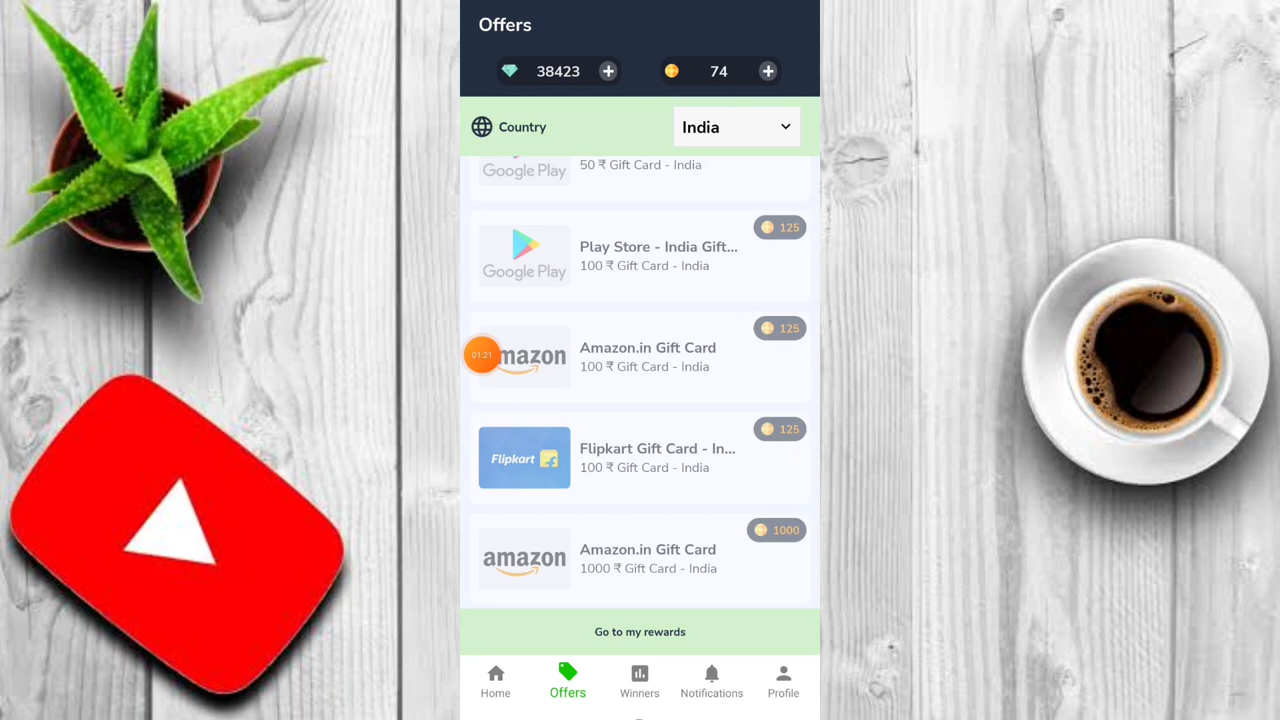 Offers
38423
74
Country
India
Google Play
50 ₹ Gift Card - India
125
Play Store - India Gift...
Google Play
100 ₹ Gift Card - India
125
Amazon.in Gift Card
01:21
mazon
100 ₹ Gift Card - India
125
Flipkart Gift Card - In...
Flipkart
100 ₹ Gift Card - India
1000
Amazon.in Gift Card
amazon
1000 ₹ Gift Card - India
Go to my rewards
Home
Offers
Winners
Notifications
Profile